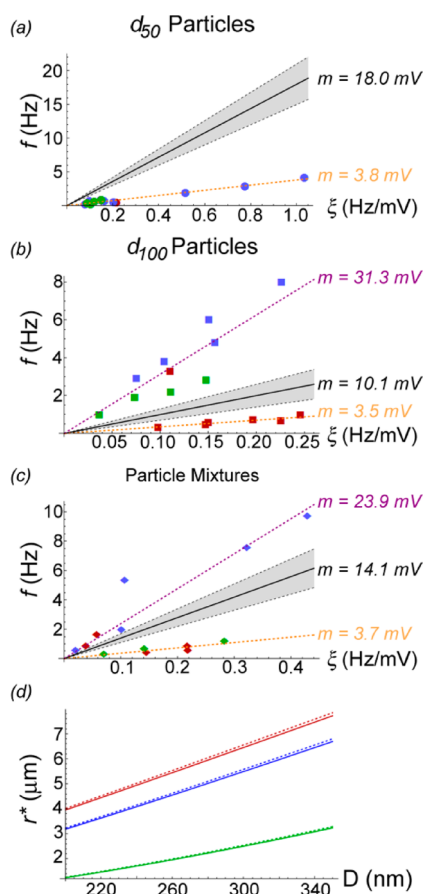 (a) d50 Particles
f (Hz)
20
15
10
5
m = 18.0 mV
m = 3.8 mV
0.2 0.4 0.6 0.8 1.0 ξ (Hz/mV)
(b) d100 Particles
f (Hz)
8
6
4
2
m = 31.3 mV
m = 10.1 mV
m = 3.5 mV
0.05 0.10 0.15 0.20 0.25 ξ (Hz/mV)
(c) Particle Mixtures
f (Hz)
10
8
6
4
2
m = 23.9 mV
m = 14.1 mV
m = 3.7 mV
0.1 0.2 0.3 0.4 ξ (Hz/mV)
(d)
r* (μm)
7
6
5
4
3
2
220 260 300 340 D (nm)